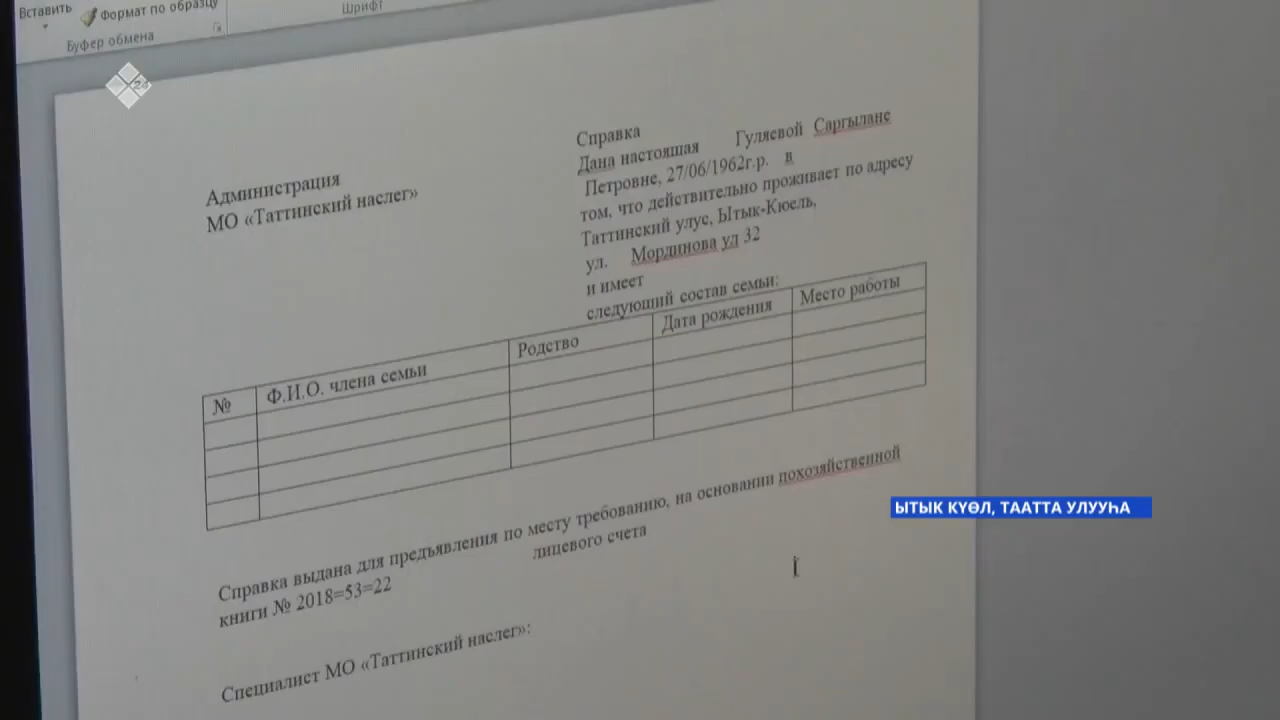 Вставить
Формат по образцу
Буфер обмена
Шрифт
24
Администрация
МО «Таттинский наслег»
Справка
Дана настоящая Гуляевой Саргылане
Петровне, 27/06/1962г.р. в
том, что действительно проживает по адресу
Таттинский улус, Ытык-Кюель,
ул. Мординова ул 32
и имеет
следующий состав семьи:
№ Ф.И.О. члена семьи Родство Дата рождения Место работы
Справка выдана для предъявления по месту требованию, на основании похозяйственной
книги № 2018=53=22 лицевого счета
Специалист МО «Таттинский наслег»:
ЫТЫК КҮӨЛ, ТААТТА УЛУУҺА